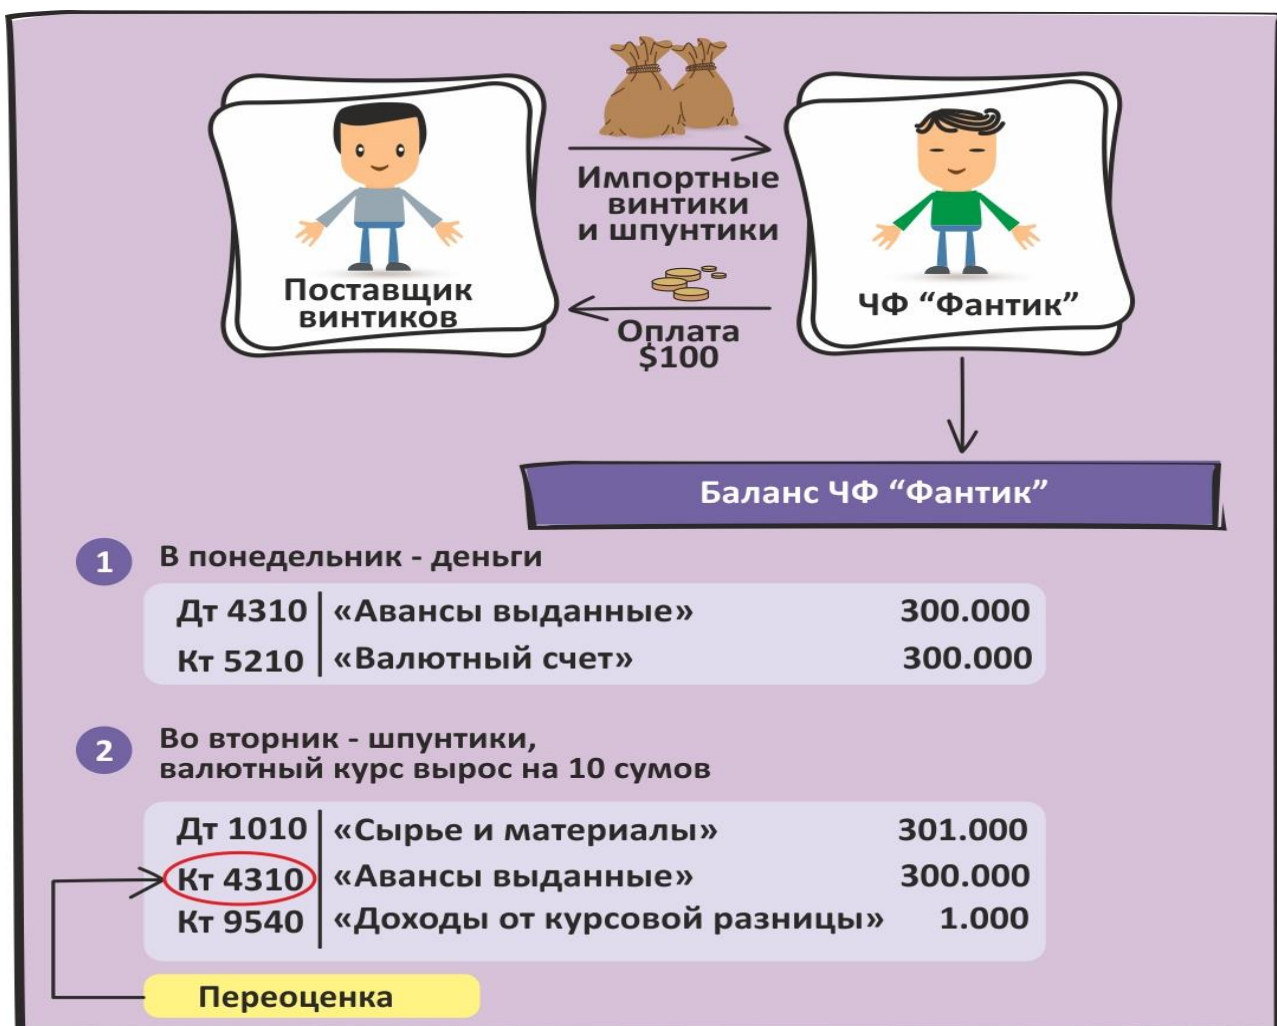 Импортные
винтики
и шпунтики
Поставщик
винтиков
Оплата
$100
ЧФ “Фантик”
Баланс ЧФ “Фантик”
1 В понедельник - деньги
Дт 4310 «Авансы выданные» 300.000
Кт 5210 «Валютный счет» 300.000
2 Во вторник - шпунтики,
валютный курс вырос на 10 сумов
Дт 1010 «Сырье и материалы» 301.000
Кт 4310 «Авансы выданные» 300.000
Кт 9540 «Доходы от курсовой разницы» 1.000
Переоценка